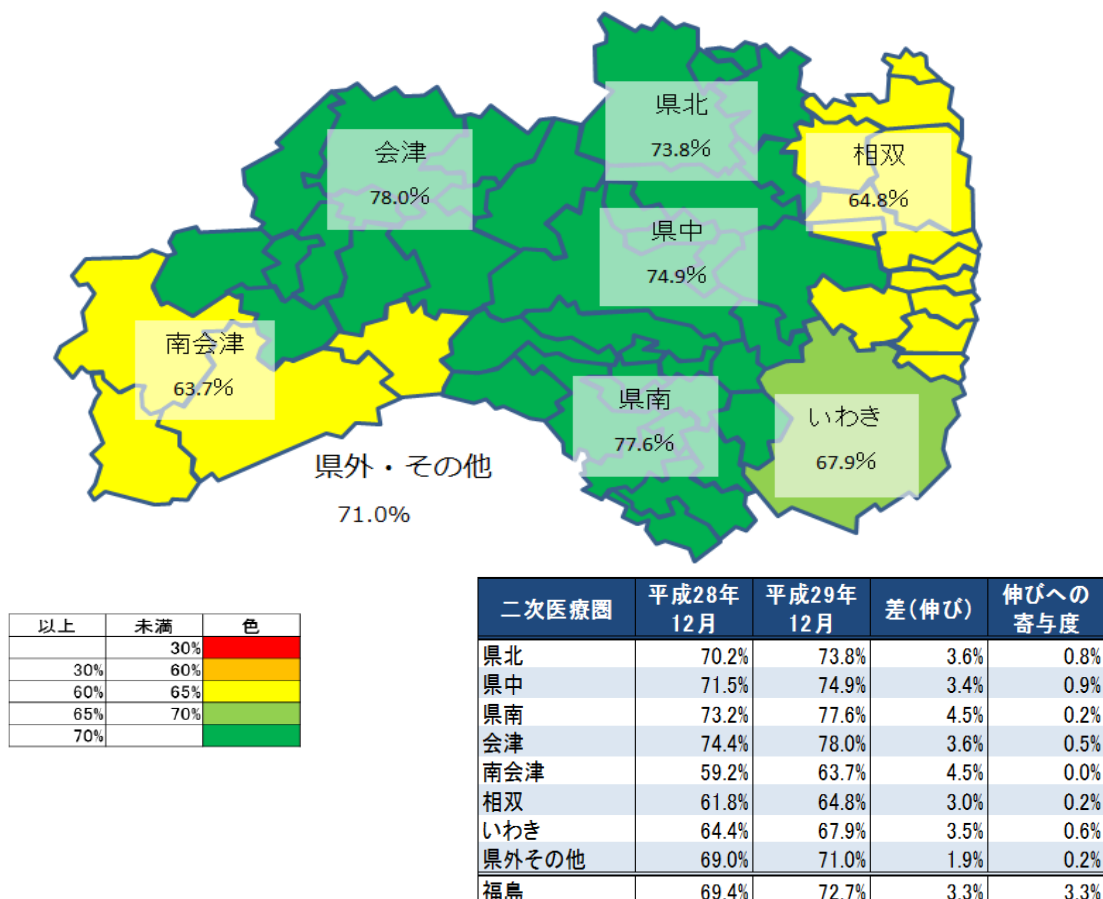 県北
73.8%
会津
78.0%
相双
64.8%
県中
74.9%
南会津
63.7%
県南
77.6%
いわき
67.9%
県外・その他
71.0%
以上 未満 色
30%
30% 60%
60% 65%
65% 70%
70%
二次医療圏 平成28年12月 平成29年12月 差(伸び) 伸びへの寄与度
県北 70.2% 73.8% 3.6% 0.8%
県中 71.5% 74.9% 3.4% 0.9%
県南 73.2% 77.6% 4.5% 0.2%
会津 74.4% 78.0% 3.6% 0.5%
南会津 59.2% 63.7% 4.5% 0.0%
相双 61.8% 64.8% 3.0% 0.2%
いわき 64.4% 67.9% 3.5% 0.6%
県外その他 69.0% 71.0% 1.9% 0.2%
福島 69.4% 72.7% 3.3% 3.3%